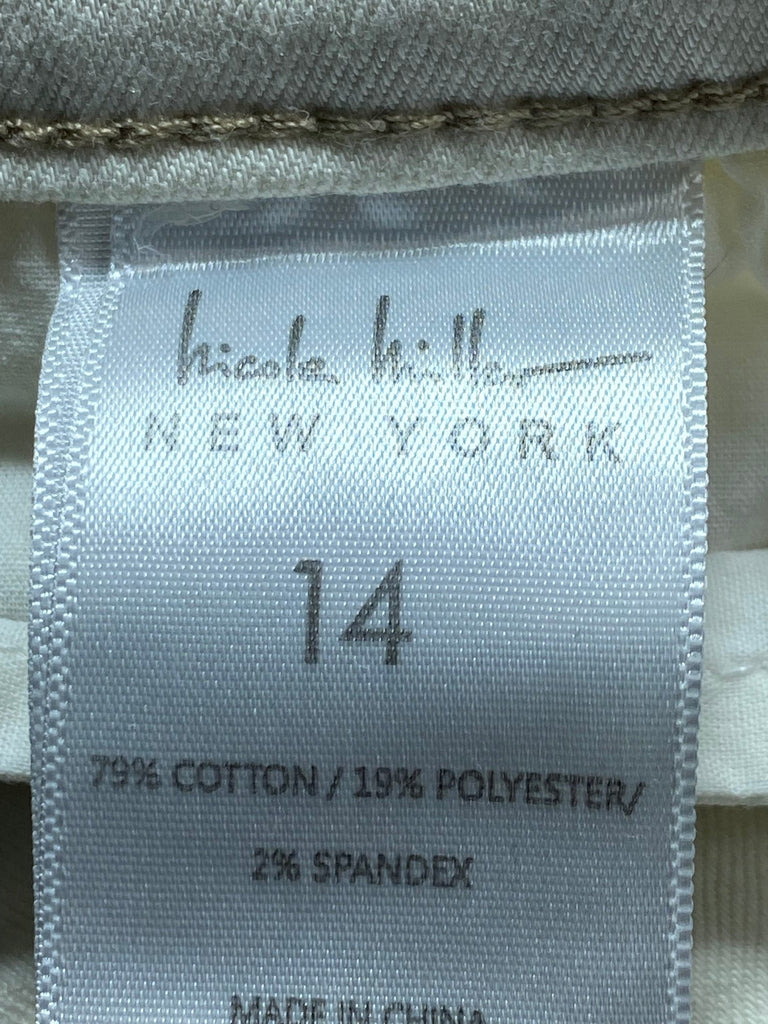 nicole miller
NEW YORK
14
79% COTTON / 19% POLYESTER/
2% SPANDEX
MADE IN CHINA